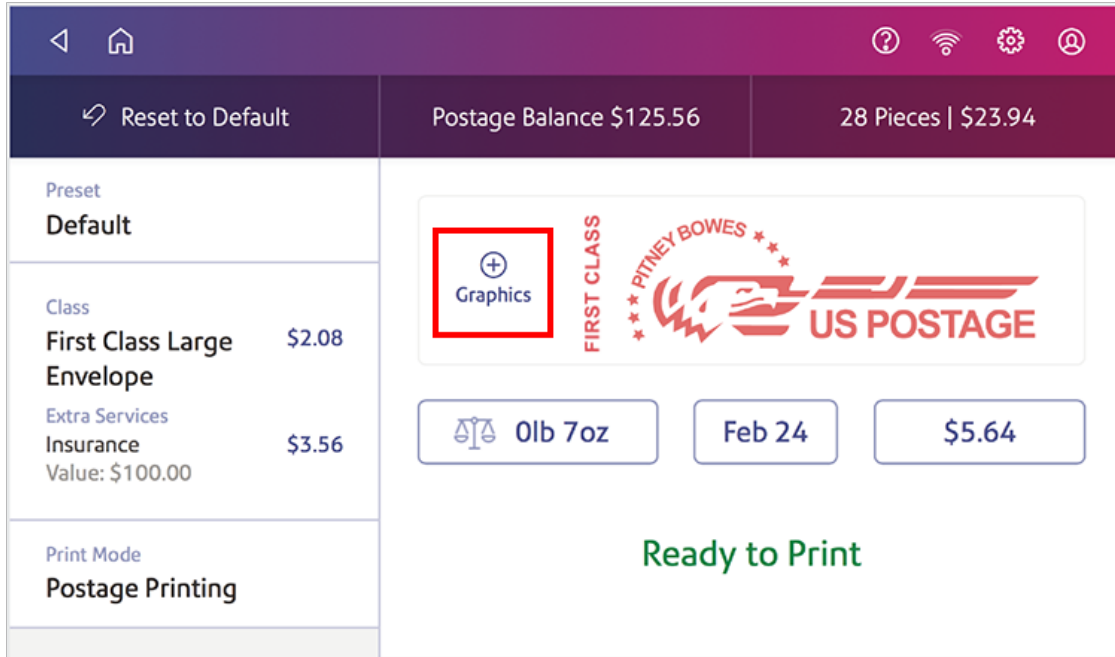 Reset to Default
Postage Balance $125.56
28 Pieces | $23.94
Preset
Default
Class
First Class Large $2.08
Envelope
Extra Services
Insurance $3.56
Value: $100.00
Print Mode
Postage Printing
Graphics
FIRST CLASS
PITNEY BOWES
US POSTAGE
0lb 7oz
Feb 24
$5.64
Ready to Print